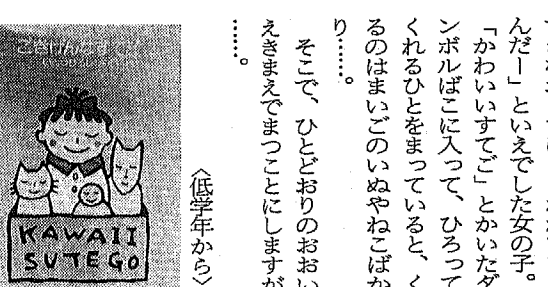 んだー」といえでした女の子。
「かわいいすてご」とかいたダ
ンボルばこに入って、ひろって
くれるひとをまっていると、く
るのはまいごのいぬやねこばか
り……。
そこで、ひとどおりのおおい
えきまえでまつことにしますが
……。
〈低学年から〉
KAWAII
SUTEGO